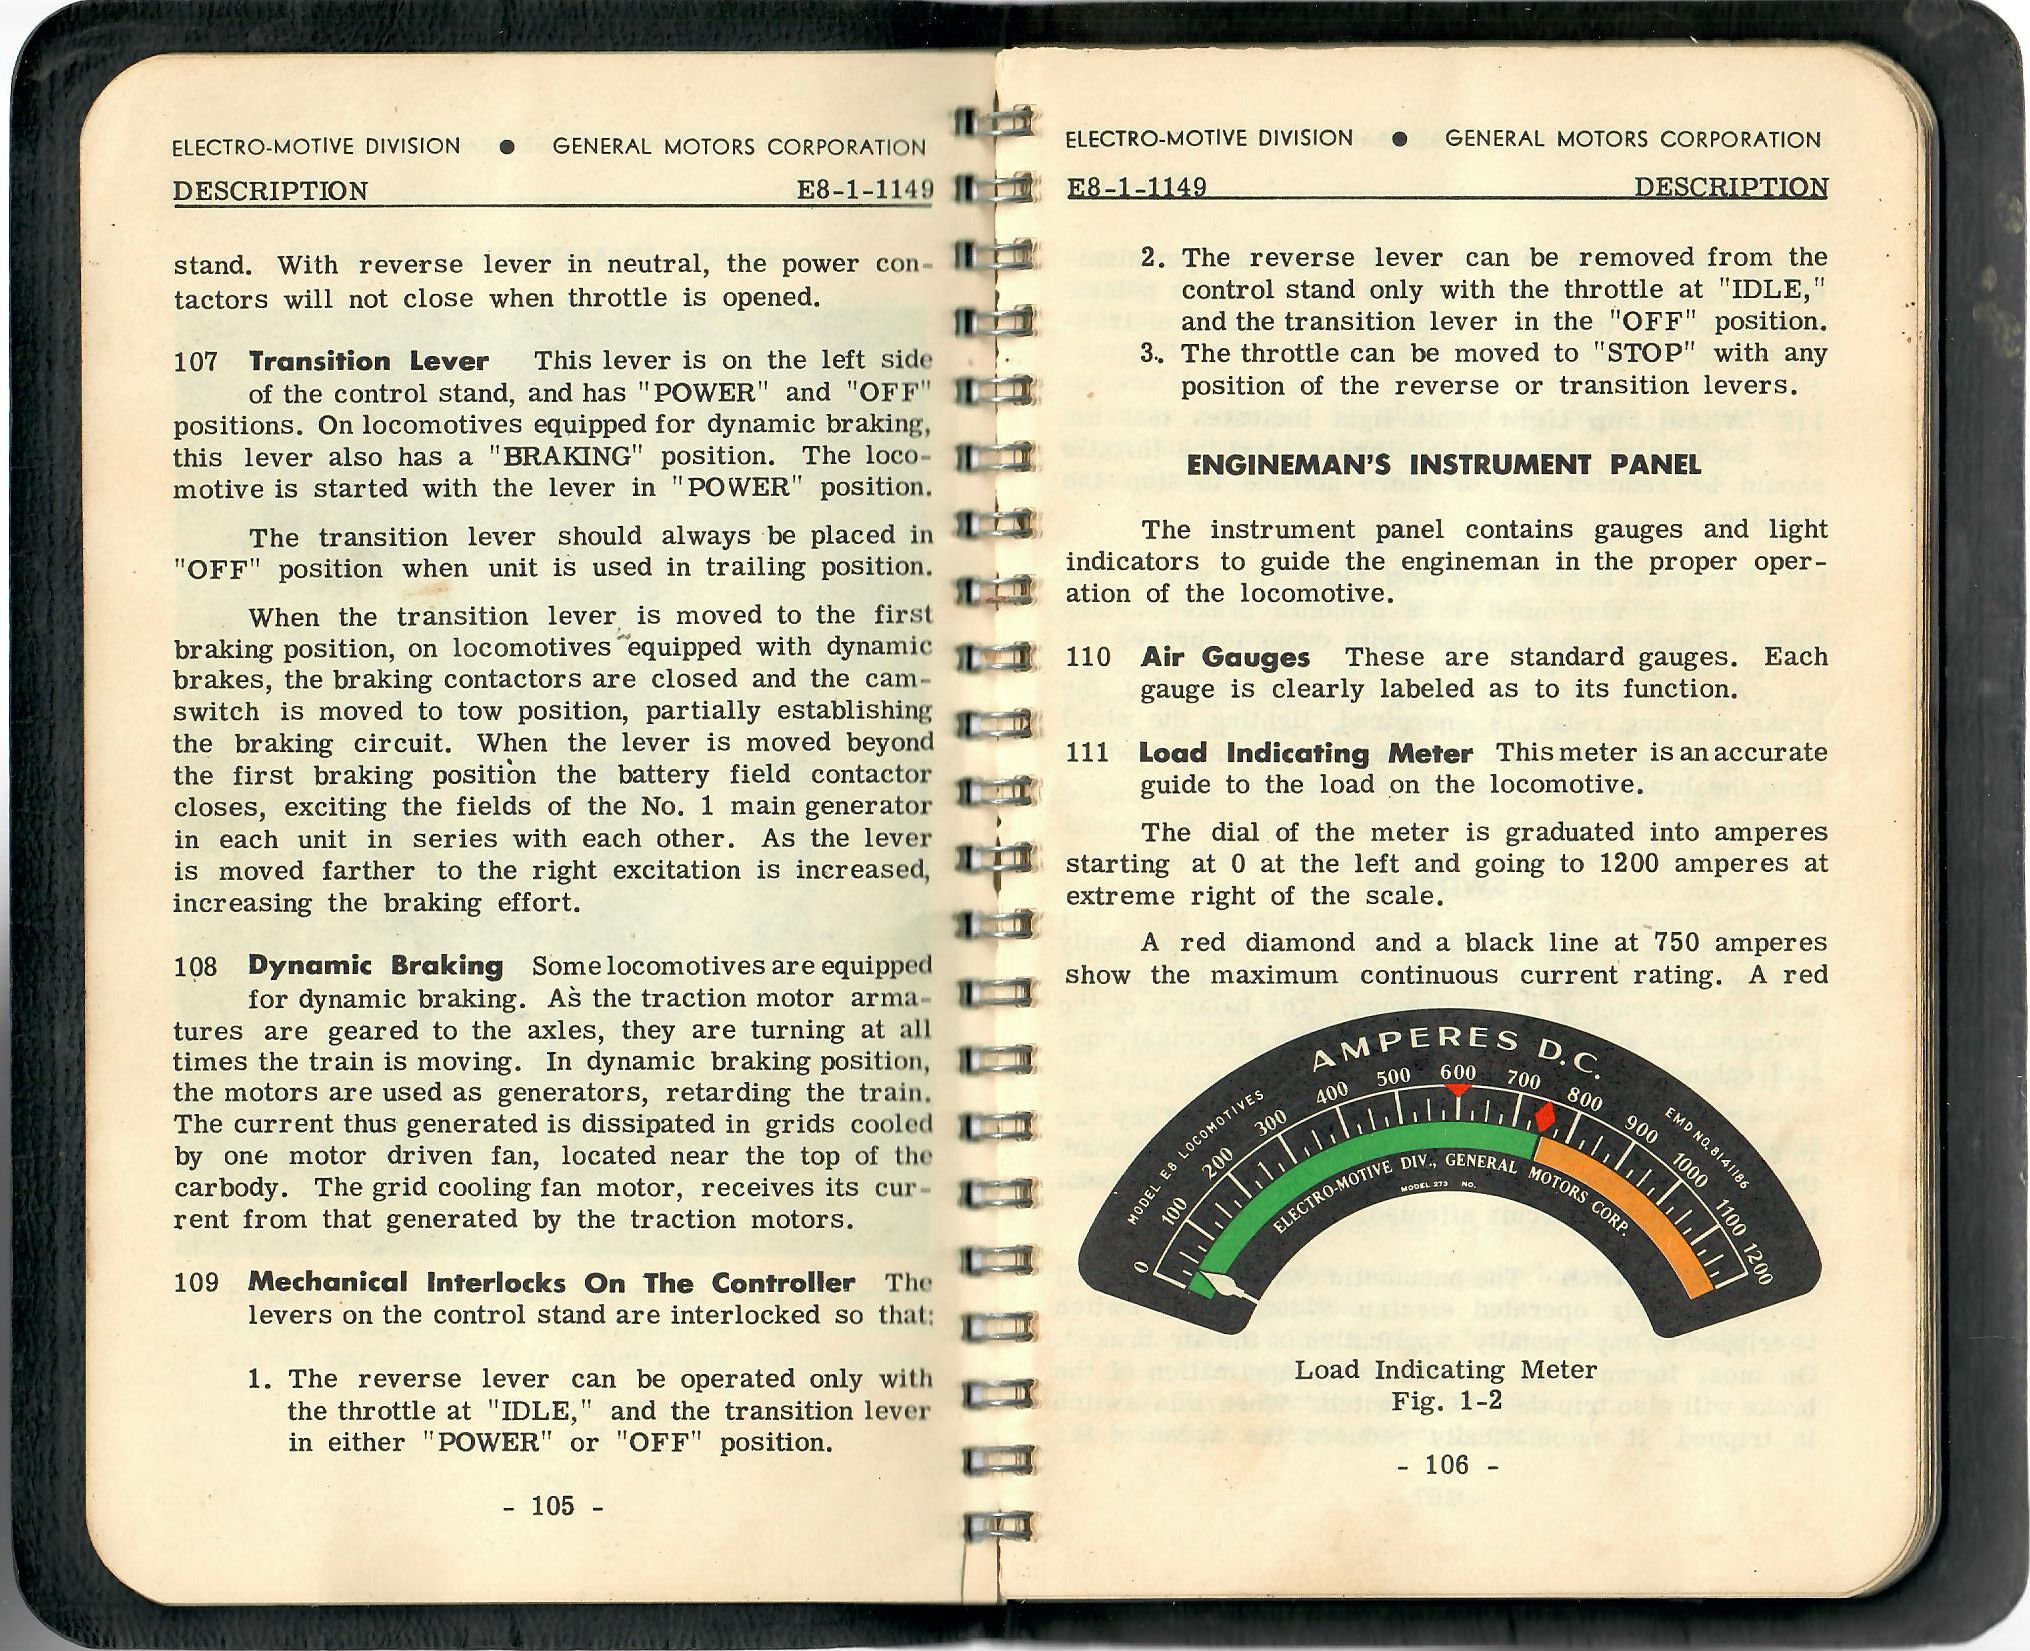 ELECTRO-MOTIVE DIVISION ● GENERAL MOTORS CORPORATION
DESCRIPTION E8-1-1149
stand. With reverse lever in neutral, the power con-
tactors will not close when throttle is opened.
107 Transition Lever This lever is on the left side
of the control stand, and has "POWER" and "OFF"
positions. On locomotives equipped for dynamic braking,
this lever also has a "BRAKING" position. The loco-
motive is started with the lever in "POWER" position.
The transition lever should always be placed in
"OFF" position when unit is used in trailing position.
When the transition lever is moved to the first
braking position, on locomotives equipped with dynamic
brakes, the braking contactors are closed and the cam-
switch is moved to tow position, partially establishing
the braking circuit. When the lever is moved beyond
the first braking position the battery field contactor
closes, exciting the fields of the No. 1 main generator
in each unit in series with each other. As the lever
is moved farther to the right excitation is increased,
increasing the braking effort.
108 Dynamic Braking Some locomotives are equipped
for dynamic braking. As the traction motor arma-
tures are geared to the axles, they are turning at all
times the train is moving. In dynamic braking position,
the motors are used as generators, retarding the train.
The current thus generated is dissipated in grids cooled
by one motor driven fan, located near the top of the
carbody. The grid cooling fan motor, receives its cur-
rent from that generated by the traction motors.
109 Mechanical Interlocks On The Controller The
levers on the control stand are interlocked so that:
1. The reverse lever can be operated only with
the throttle at "IDLE," and the transition lever
in either "POWER" or "OFF" position.
- 105 -
ELECTRO-MOTIVE DIVISION ● GENERAL MOTORS CORPORATION
E8-1-1149 DESCRIPTION
2. The reverse lever can be removed from the
control stand only with the throttle at "IDLE,"
and the transition lever in the "OFF" position.
3. The throttle can be moved to "STOP" with any
position of the reverse or transition levers.
ENGINEMAN'S INSTRUMENT PANEL
The instrument panel contains gauges and light
indicators to guide the engineman in the proper oper-
ation of the locomotive.
110 Air Gauges These are standard gauges. Each
gauge is clearly labeled as to its function.
111 Load Indicating Meter This meter is an accurate
guide to the load on the locomotive.
The dial of the meter is graduated into amperes
starting at 0 at the left and going to 1200 amperes at
extreme right of the scale.
A red diamond and a black line at 750 amperes
show the maximum continuous current rating. A red
AMPERES D.C.
MODEL E8 LOCOMOTIVES
EMD NO. 8141186
0 100 200 300 400 500 600 700 800 900 1000 1100 1200
ELECTRO-MOTIVE DIV., GENERAL MOTORS CORP.
MODEL 273 NO.
Load Indicating Meter
Fig. 1-2
- 106 -